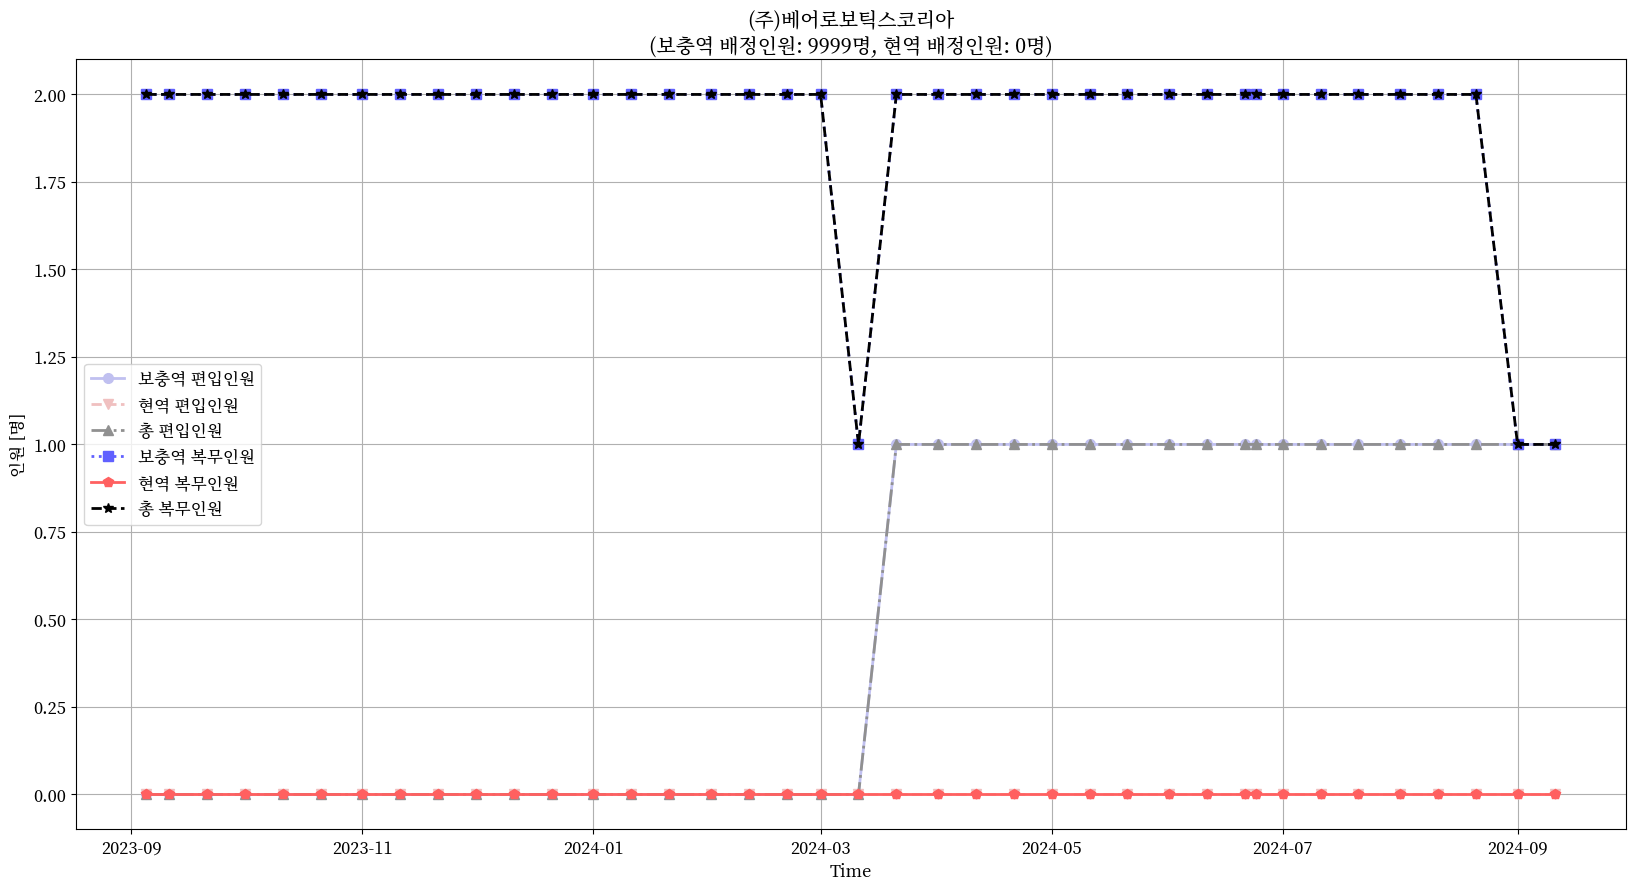 (주)베어로보틱스코리아
(보충역 배정인원: 9999명, 현역 배정인원: 0명)
2.00
1.75
1.50
1.25
1.00
0.75
0.50
0.25
0.00
인원 [명]
보충역 편입인원
현역 편입인원
총 편입인원
보충역 복무인원
현역 복무인원
총 복무인원
2023-09
2023-11
2024-01
2024-03
2024-05
2024-07
2024-09
Time